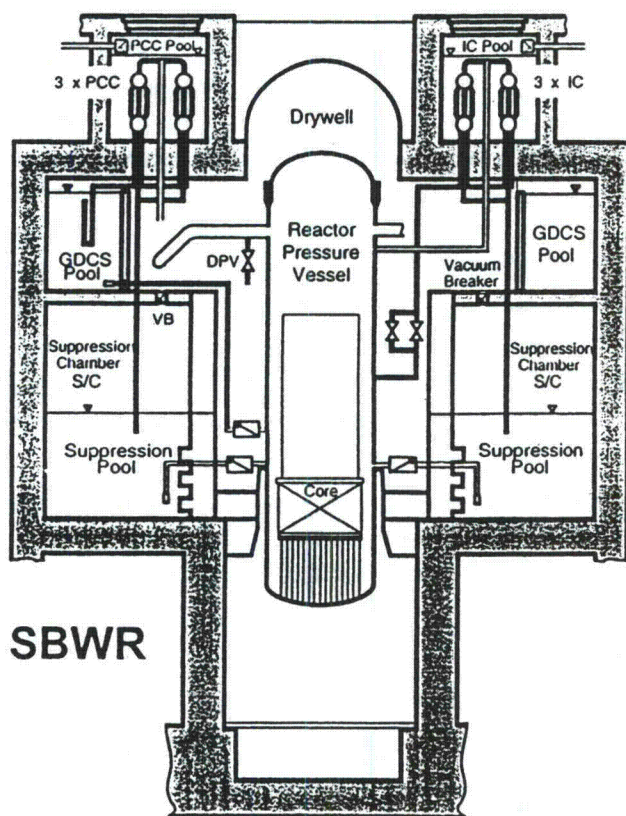 PCC Pool
IC Pool
3 x PCC
3 x IC
Drywell
Reactor
Pressure
Vessel
GDCS
Pool
DPV
Vacuum
Breaker
GDCS
Pool
VB
Suppression
Chamber
S/C
Suppression
Chamber
S/C
Suppression
Pool
Suppression
Pool
Core
SBWR